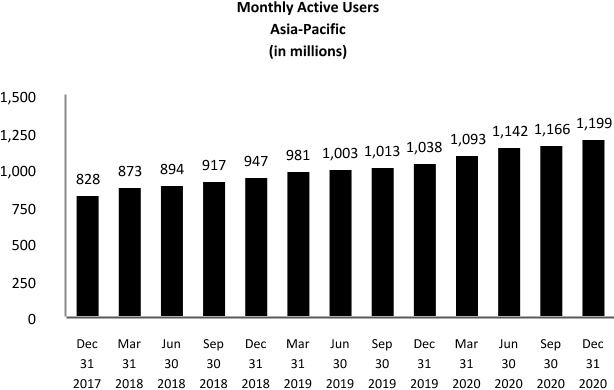 Monthly Active Users
Asia-Pacific
(in millions)
1,500
1,250
1,000
750
500
250
0
828 873 894 917 947 981 1,003 1,013 1,038 1,093 1,142 1,166 1,199
Dec Mar Jun Sep Dec Mar Jun Sep Dec Mar Jun Sep Dec
31 31 30 30 31 31 30 30 31 31 30 30 31
2017 2018 2018 2018 2018 2019 2019 2019 2019 2020 2020 2020 2020